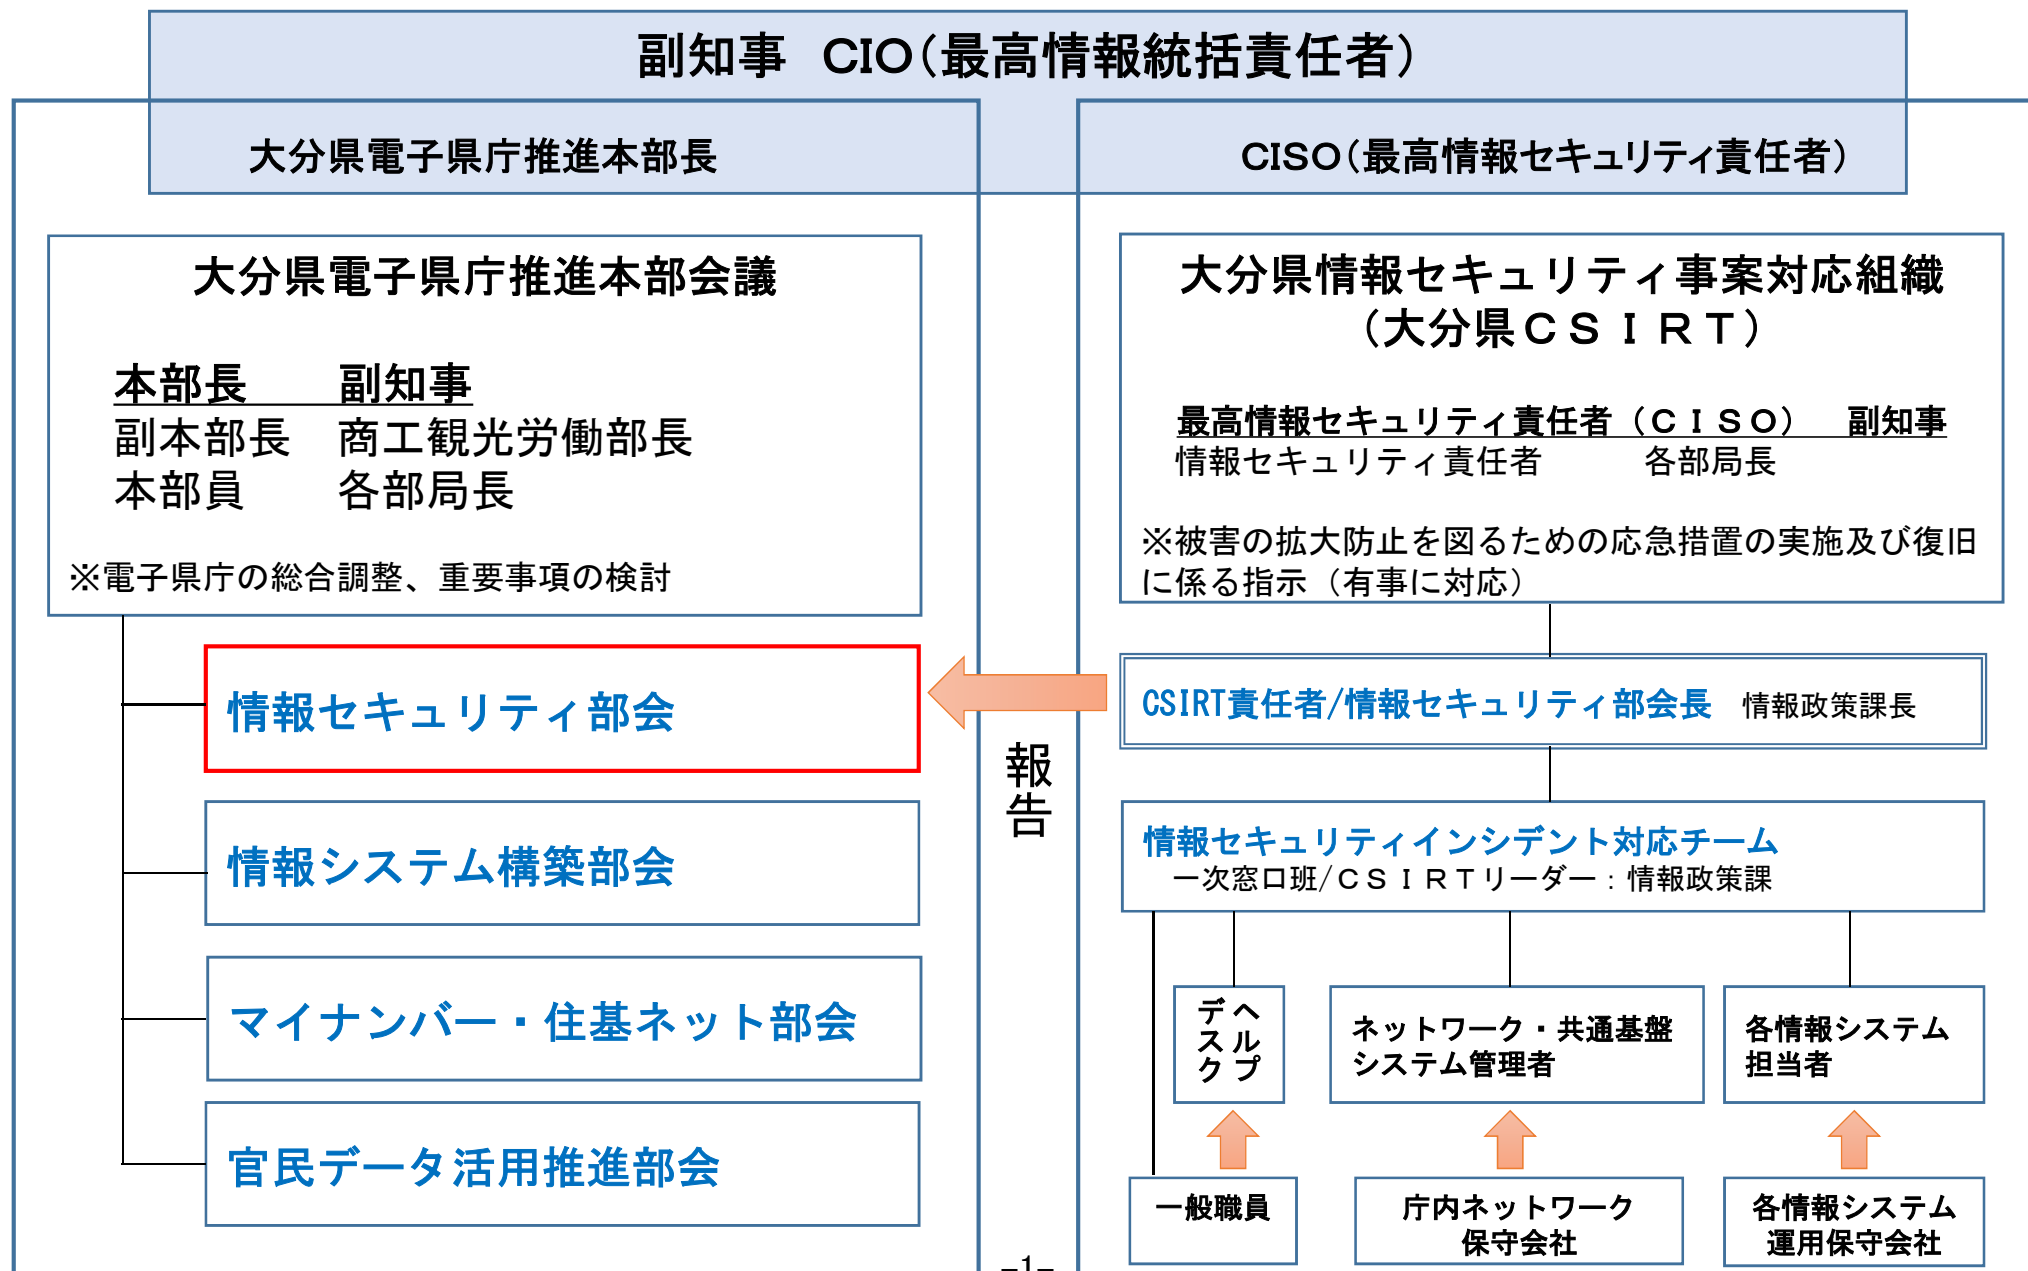 副知事　CIO（最高情報統括責任者）
大分県電子県庁推進本部長
CISO（最高情報セキュリティ責任者）
大分県電子県庁推進本部会議
本部長　　副知事
副本部長　商工観光労働部長
本部員　　各部局長
※電子県庁の総合調整、重要事項の検討
情報セキュリティ部会
情報システム構築部会
マイナンバー・住基ネット部会
官民データ活用推進部会
報告
大分県情報セキュリティ事案対応組織
（大分県ＣＳＩＲＴ）
最高情報セキュリティ責任者（ＣＩＳＯ）　副知事
情報セキュリティ責任者　　　各部局長
※被害の拡大防止を図るための応急措置の実施及び復旧
に係る指示（有事に対応）
CSIRT責任者/情報セキュリティ部会長　情報政策課長
情報セキュリティインシデント対応チーム
一次窓口班/ＣＳＩＲＴリーダー：情報政策課
ヘルプ
デスク
ネットワーク・共通基盤
システム管理者
各情報システム
担当者
一般職員
庁内ネットワーク
保守会社
各情報システム
運用保守会社
-1-